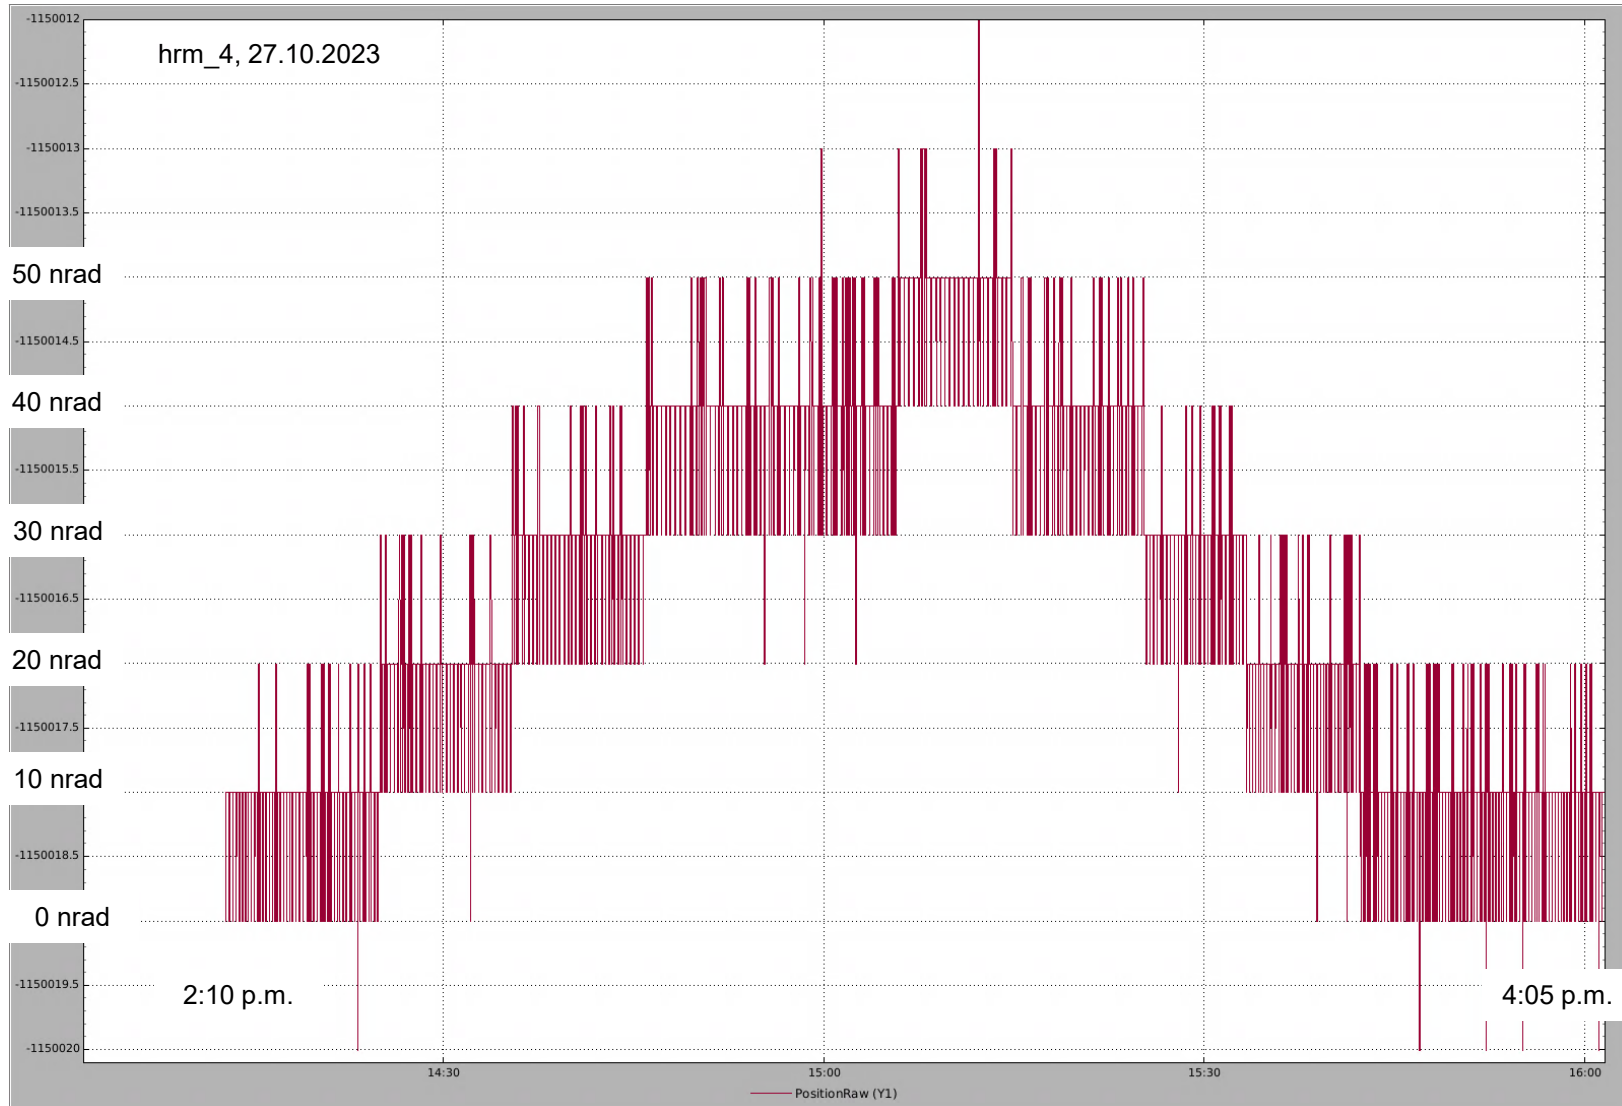 -1150012
hrm_4, 27.10.2023
-1150012.5
-1150013
-1150013.5
50 nrad
-1150014.5
40 nrad
-1150015.5
30 nrad
-1150016.5
20 nrad
-1150017.5
10 nrad
-1150018.5
0 nrad
-1150019.5
2:10 p.m.
4:05 p.m.
-1150020
14:30
15:00
15:30
16:00
PositionRaw (Y1)